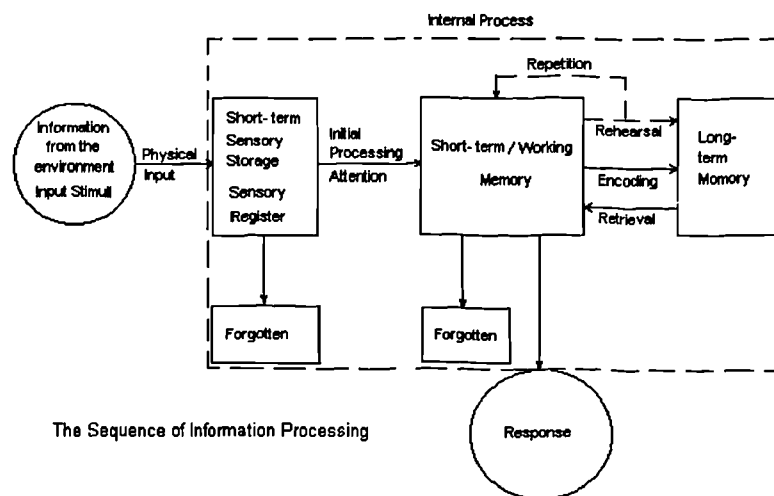 Internal Process
Repetition
Information
from the
environment
Input Stimuli
Physical
Input
Short-term
Sensory
Storage
Sensory
Register
Initial
Processing
Attention
Short-term / Working
Memory
Rehearsal
Encoding
Retrieval
Long-
term
Momory
Forgotten
Forgotten
The Sequence of Information Processing
Response